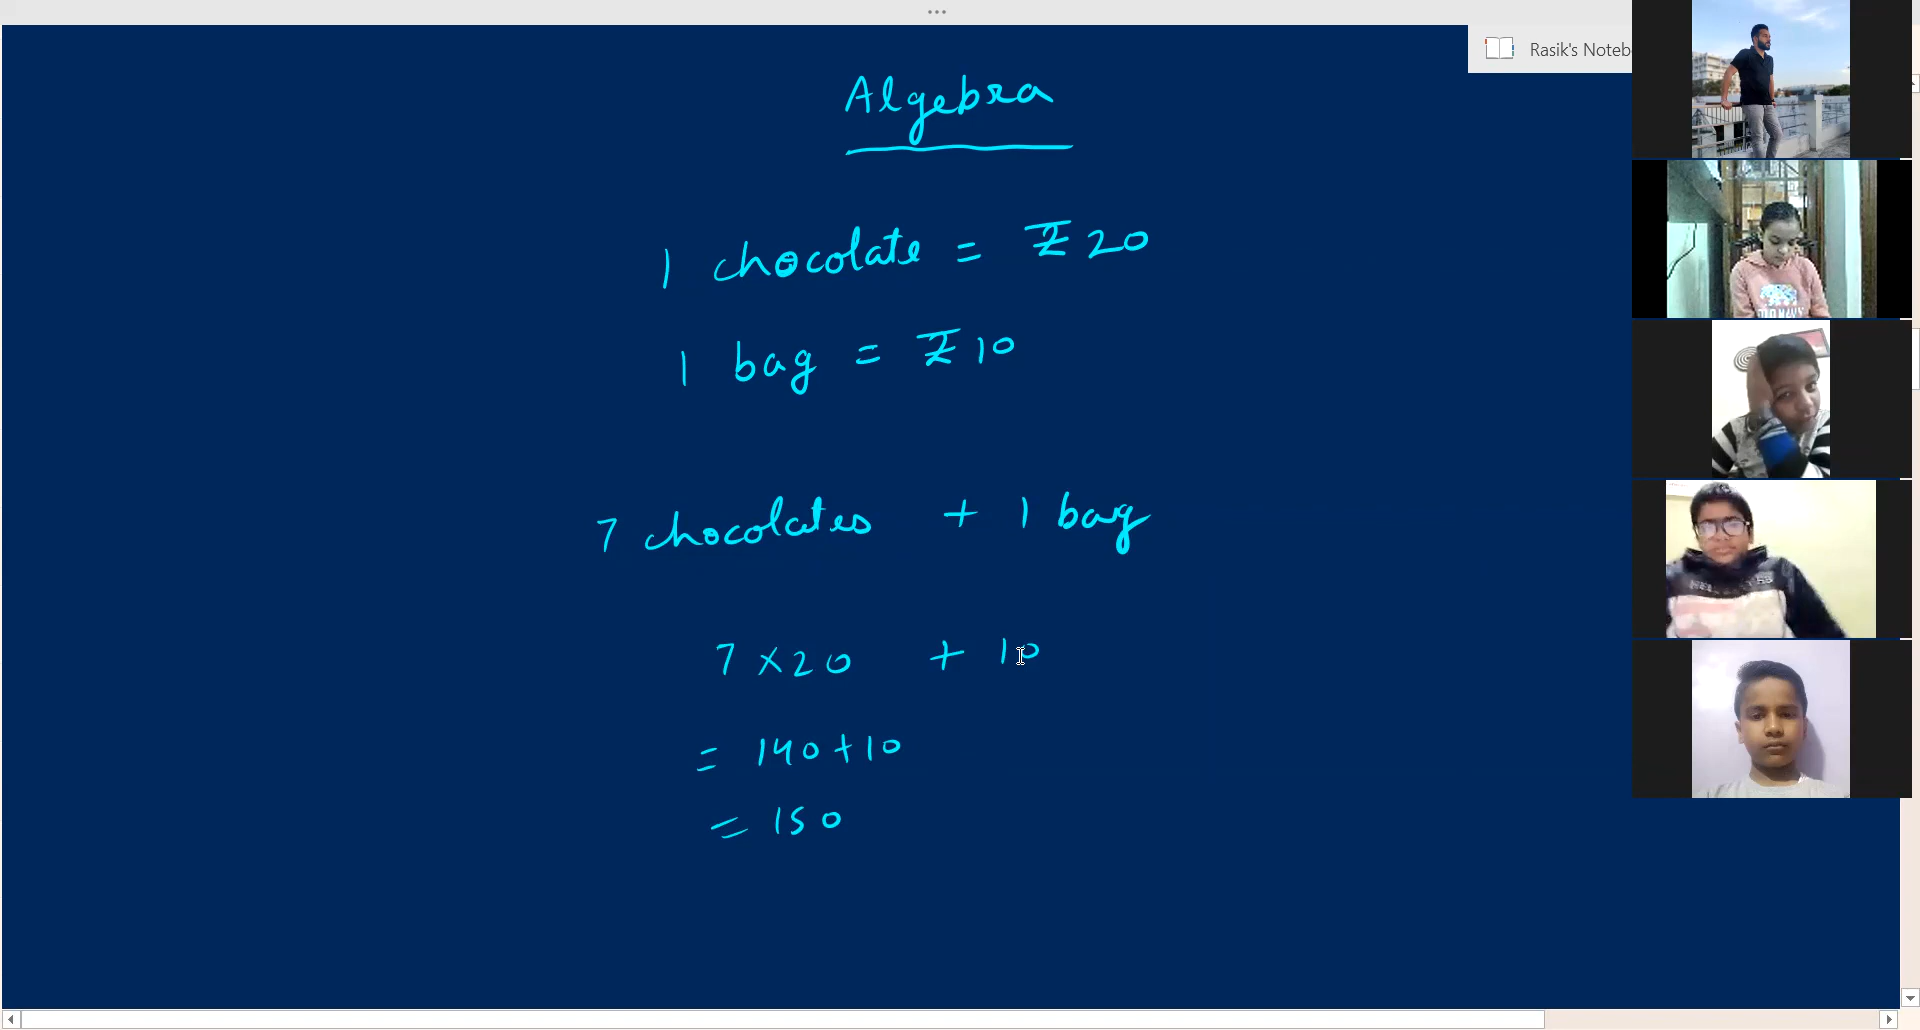 Rasik's Noteb
Algebra
1 chocolate = ₹20
1 bag = ₹10
7 chocolates + 1 bag
7 × 20 + 10
= 140 + 10
= 150